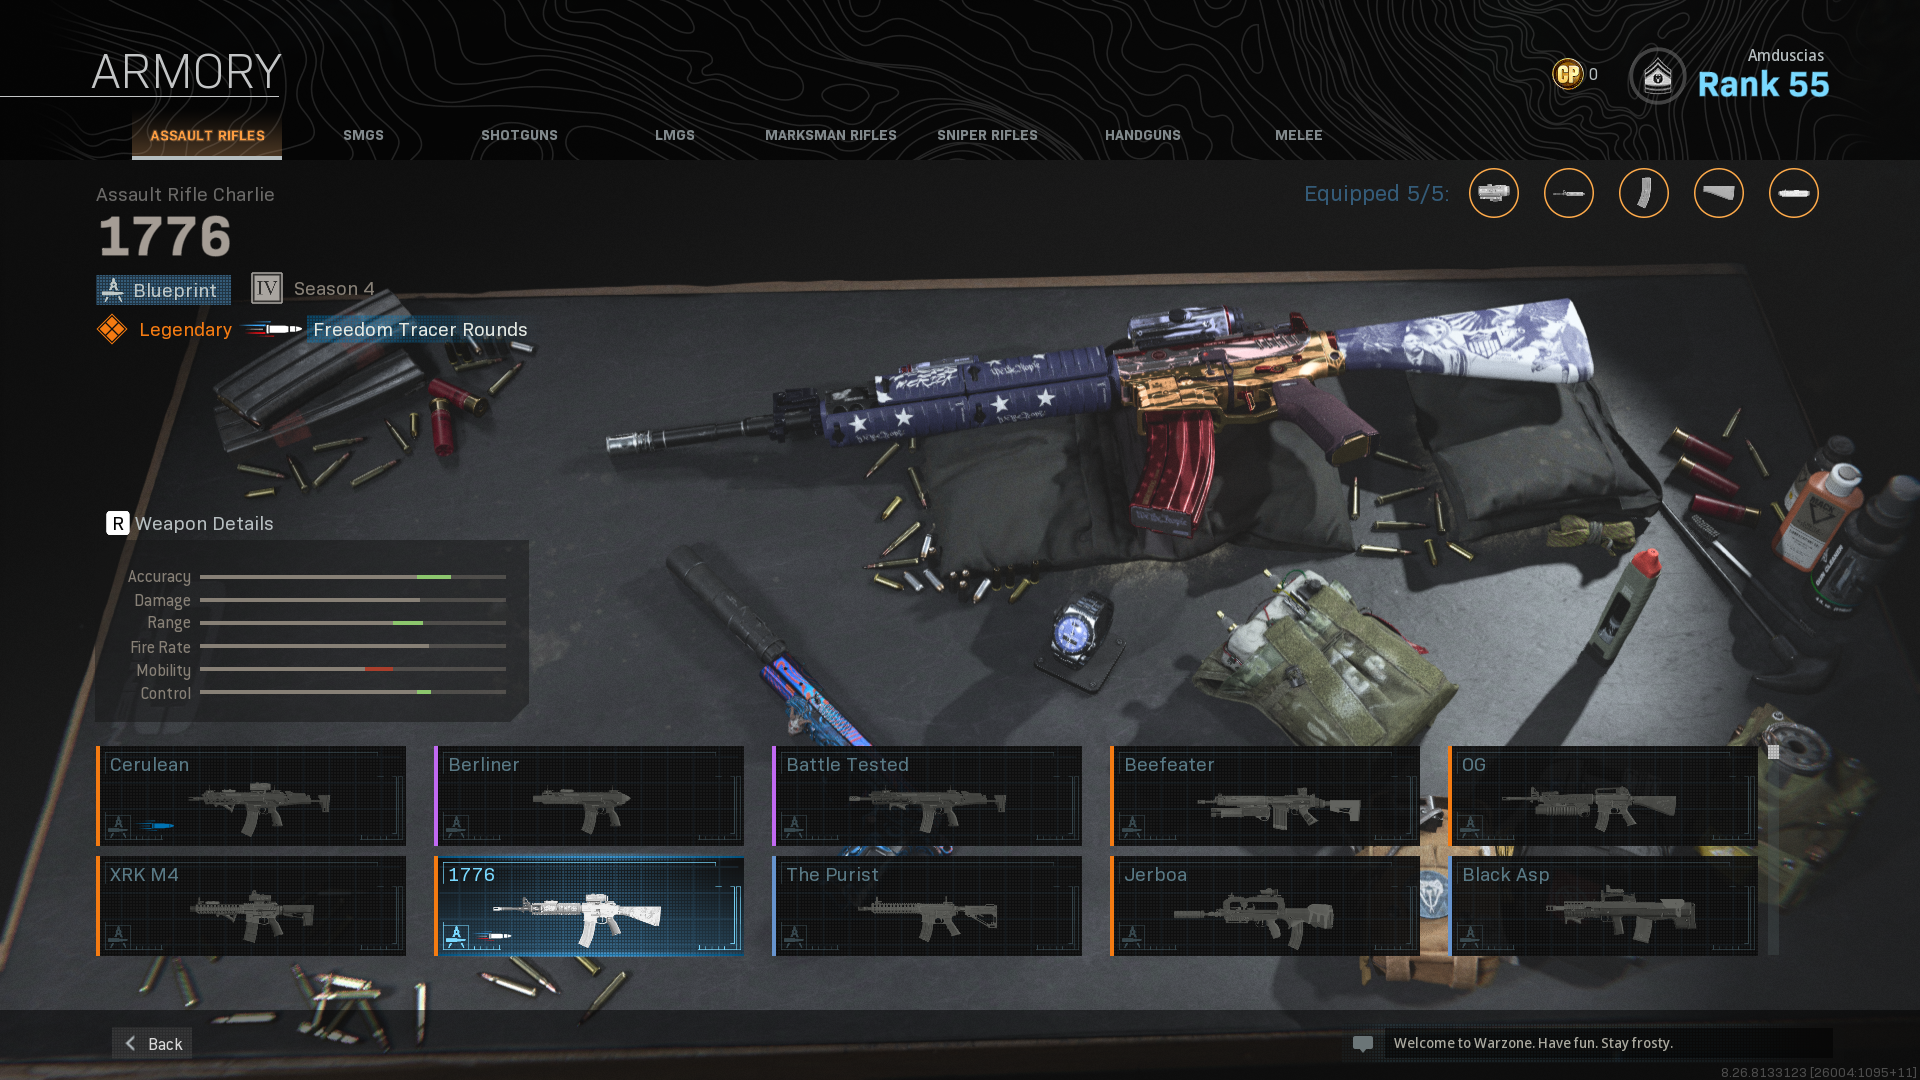 ARMORY
CP 0
Amduscias
Rank 55
ASSAULT RIFLES SMGS SHOTGUNS LMGS MARKSMAN RIFLES SNIPER RIFLES HANDGUNS MELEE
Assault Rifle Charlie
1776
Equipped 5/5:
Blueprint IV Season 4
Legendary Freedom Tracer Rounds
R Weapon Details
Accuracy
Damage
Range
Fire Rate
Mobility
Control
Cerulean Berliner Battle Tested Beefeater OG
XRK M4 1776 The Purist Jerboa Black Asp
Back
Welcome to Warzone. Have fun. Stay frosty.
8.26.8133123 [26004:1095+11]